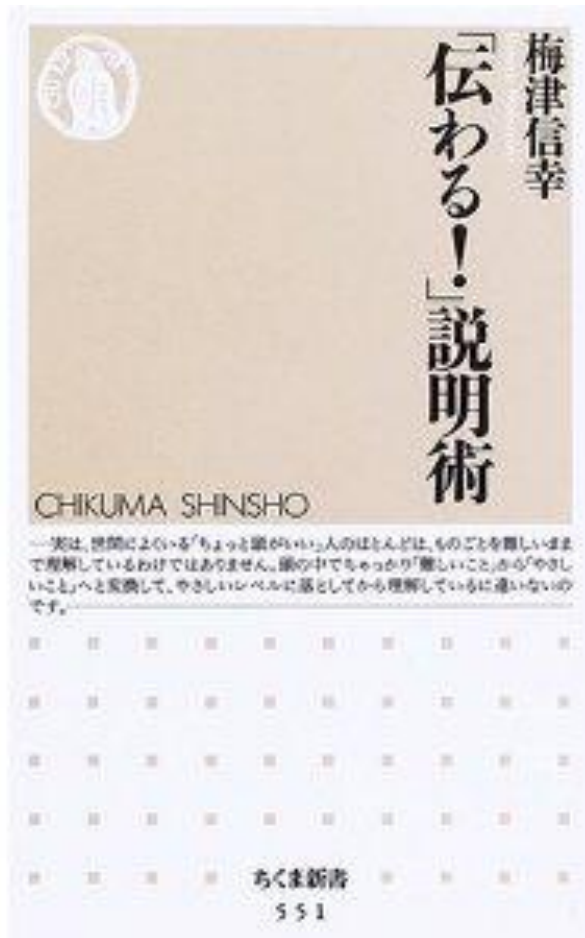 梅津信幸
「伝わる!」説明術
CHIKUMA SHINSHO
――実は、世間によくいる「ちょっと頭がいい」人のほとんどは、ものごとを難しいまま
で理解しているわけではありません。頭の中でちゃっかり「難しいこと」から「やさし
いこと」へと変換して、やさしいレベルに落としてから理解しているに違いないの
です。
ちくま新書
551